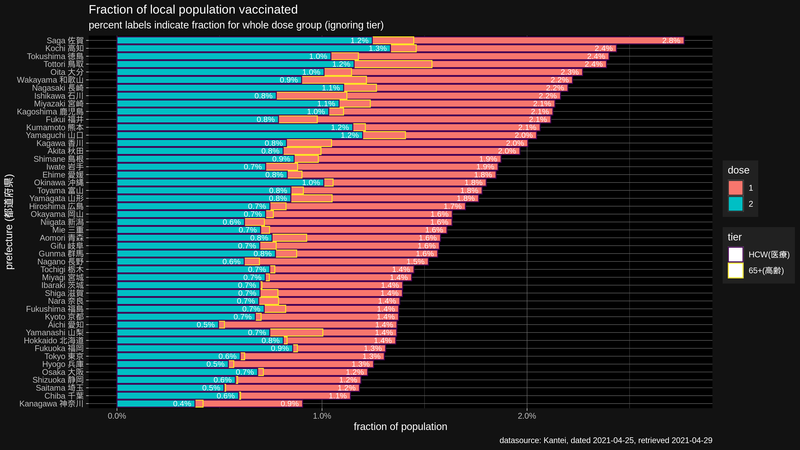 Fraction of local population vaccinated
percent labels indicate fraction for whole dose group (ignoring tier)
prefecture (都道府県)
Saga 佐賀 1.2% 2.8%
Kochi 高知 1.3% 2.4%
Tokushima 徳島 1.0% 2.4%
Tottori 鳥取 1.2% 2.4%
Oita 大分 1.0% 2.3%
Wakayama 和歌山 0.9% 2.2%
Nagasaki 長崎 1.1% 2.2%
Ishikawa 石川 0.8% 2.2%
Miyazaki 宮崎 1.1% 2.1%
Kagoshima 鹿児島 1.0% 2.1%
Fukui 福井 0.8% 2.1%
Kumamoto 熊本 1.2% 2.1%
Yamaguchi 山口 1.2% 2.0%
Kagawa 香川 0.8% 2.0%
Akita 秋田 0.8% 2.0%
Shimane 島根 0.9% 1.9%
Iwate 岩手 0.7% 1.9%
Ehime 愛媛 0.8% 1.8%
Okinawa 沖縄 1.0% 1.8%
Toyama 富山 0.8% 1.8%
Yamagata 山形 0.8% 1.8%
Hiroshima 広島 0.7% 1.7%
Okayama 岡山 0.7% 1.6%
Niigata 新潟 0.6% 1.6%
Mie 三重 0.7% 1.6%
Aomori 青森 0.8% 1.6%
Gifu 岐阜 0.7% 1.6%
Gunma 群馬 0.8% 1.6%
Nagano 長野 0.6% 1.5%
Tochigi 栃木 0.7% 1.4%
Miyagi 宮城 0.7% 1.4%
Ibaraki 茨城 0.7% 1.4%
Shiga 滋賀 0.7% 1.4%
Nara 奈良 0.7% 1.4%
Fukushima 福島 0.7% 1.4%
Kyoto 京都 0.7% 1.4%
Aichi 愛知 0.5% 1.4%
Yamanashi 山梨 0.7% 1.4%
Hokkaido 北海道 0.8% 1.4%
Fukuoka 福岡 0.9% 1.3%
Tokyo 東京 0.6% 1.3%
Hyogo 兵庫 0.5% 1.3%
Osaka 大阪 0.7% 1.2%
Shizuoka 静岡 0.6% 1.2%
Saitama 埼玉 0.5% 1.2%
Chiba 千葉 0.6% 1.1%
Kanagawa 神奈川 0.4% 0.9%
0.0% 1.0% 2.0%
fraction of population
dose
1
2
tier
HCW(医療)
65+(高齢)
datasource: Kantei, dated 2021-04-25, retrieved 2021-04-29